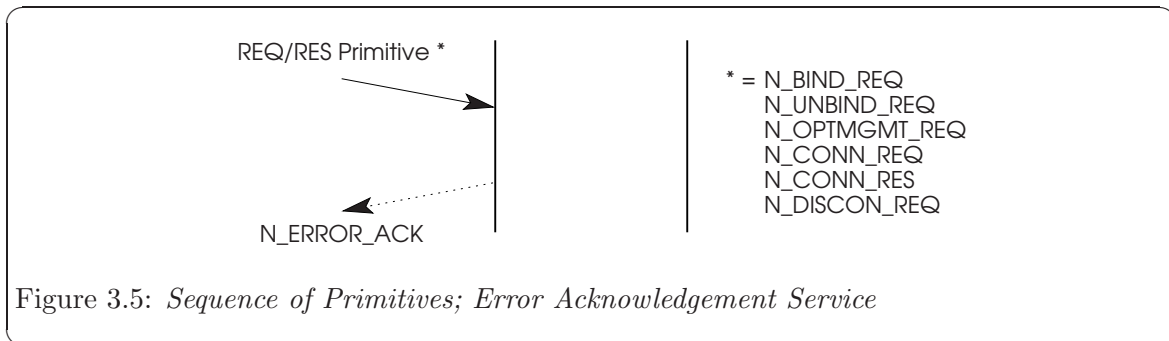 REQ/RES Primitive *
N_ERROR_ACK
* = N_BIND_REQ
N_UNBIND_REQ
N_OPTMGMT_REQ
N_CONN_REQ
N_CONN_RES
N_DISCON_REQ
Figure 3.5: Sequence of Primitives; Error Acknowledgement Service